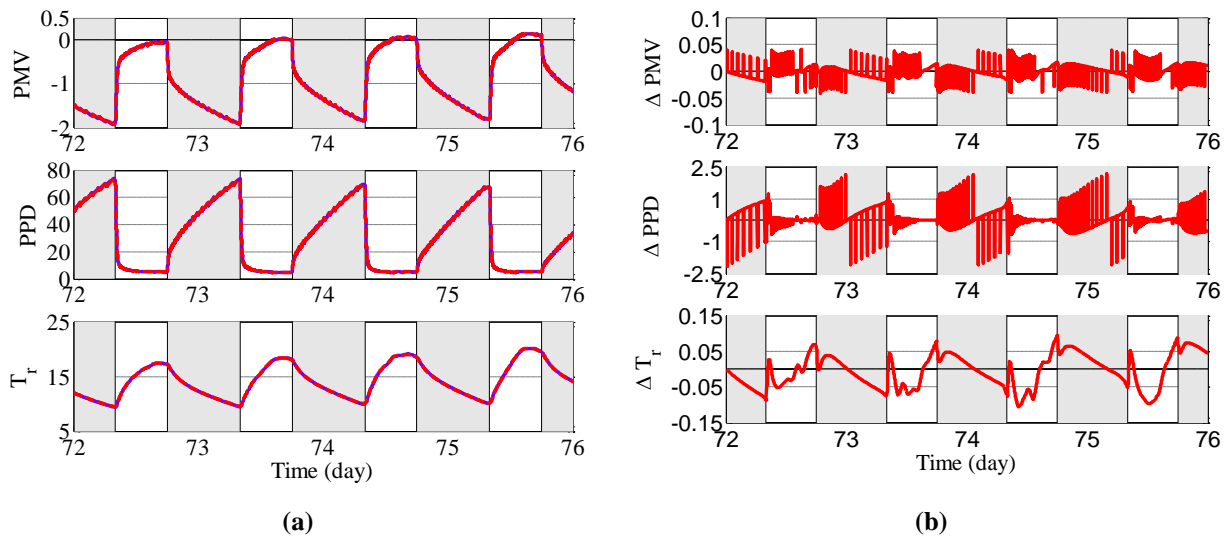 0.5
0
-1
-2
PMV
72 73 74 75 76
80
60
40
20
0
PPD
72 73 74 75 76
25
15
5
T_r
72 73 74 75 76
Time (day)
(a)
0.1
0.05
0
-0.05
-0.1
Δ PMV
72 73 74 75 76
2.5
1
-1
-2.5
Δ PPD
72 73 74 75 76
0.15
0.05
-0.05
-0.15
Δ T_r
72 73 74 75 76
Time (day)
(b)